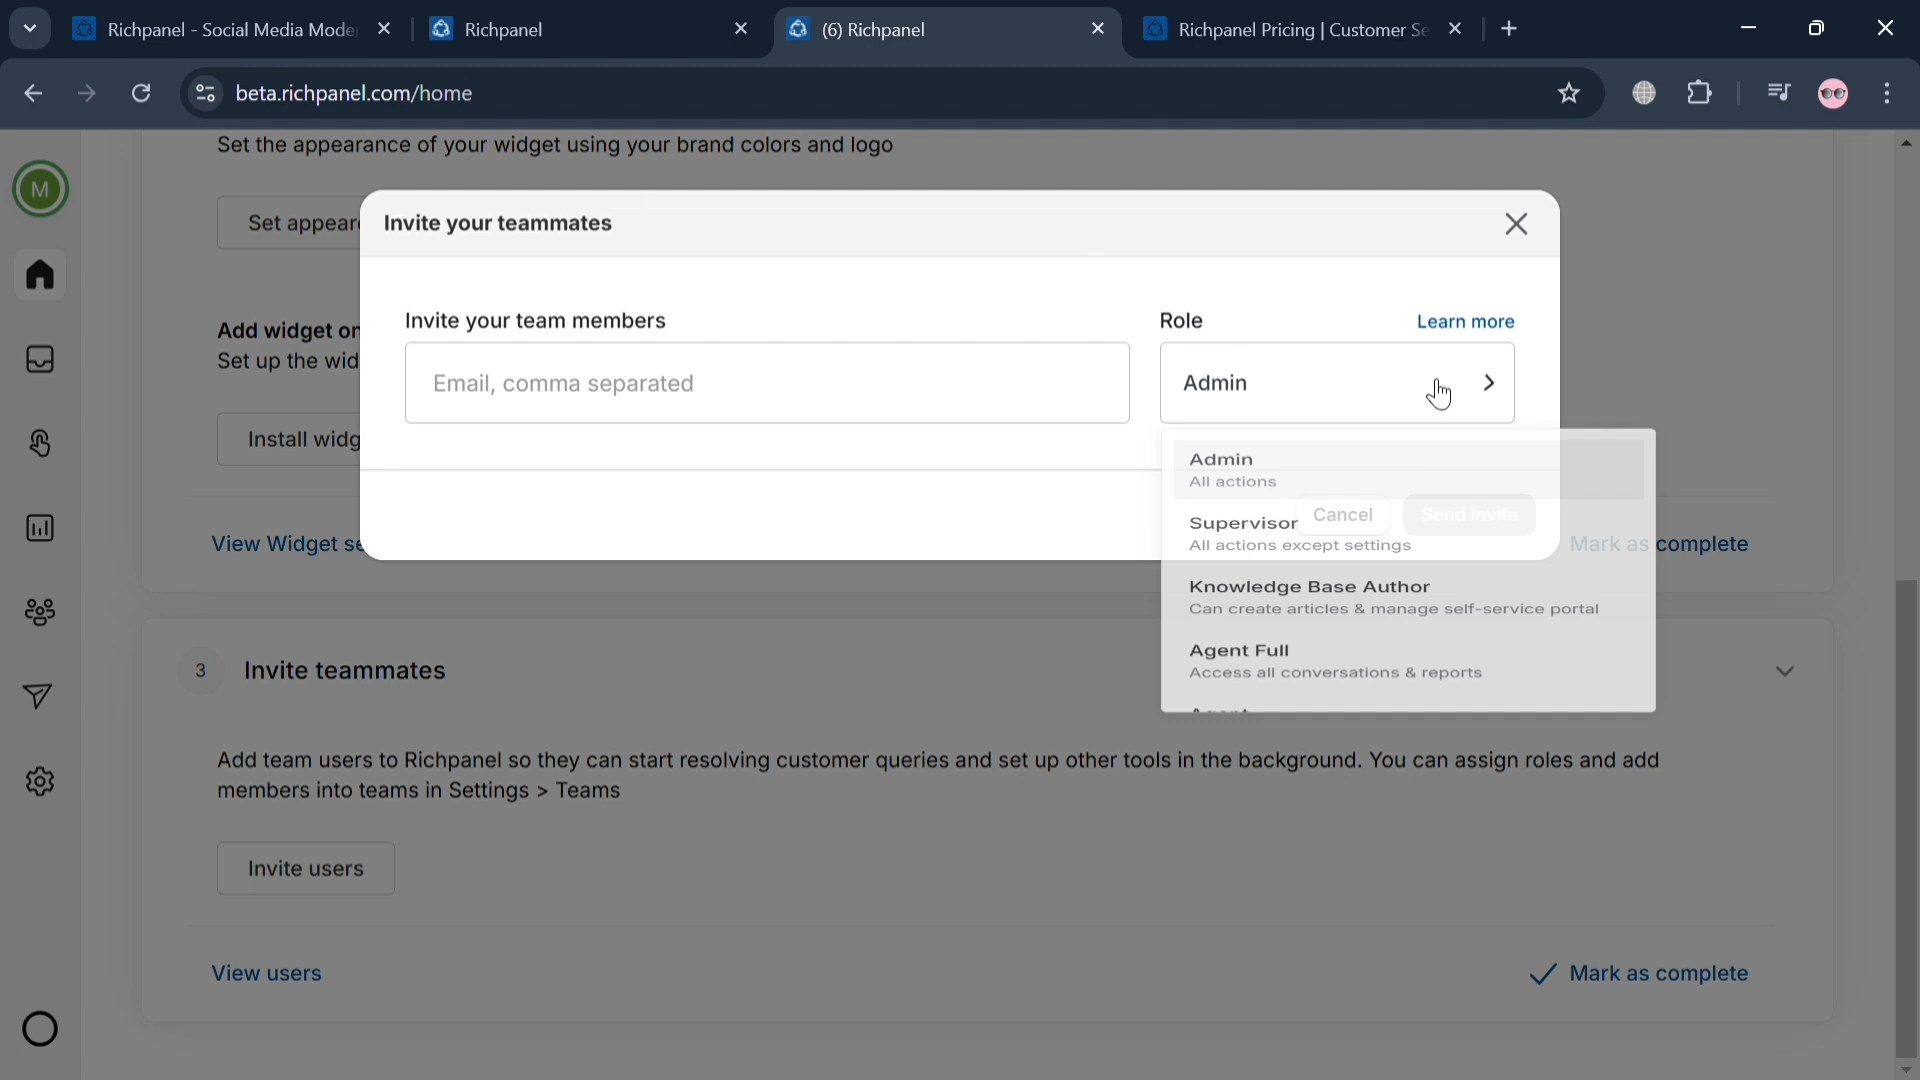 Richpanel - Social Media Mode
Richpanel
(6) Richpanel
Richpanel Pricing | Customer Se
beta.richpanel.com/home
Set the appearance of your widget using your brand colors and logo
M
Set appear
Invite your teammates
Add widget on
Set up the wid
Invite your team members
Role
Learn more
Email, comma separated
Admin
Install widg
Admin
All actions
Supervisor
All actions except settings
Cancel
Send invite
View Widget se
Mark as complete
Knowledge Base Author
Can create articles & manage self-service portal
Agent Full
Access all conversations & reports
Agent
3
Invite teammates
Add team users to Richpanel so they can start resolving customer queries and set up other tools in the background. You can assign roles and add
members into teams in Settings > Teams
Invite users
View users
Mark as complete